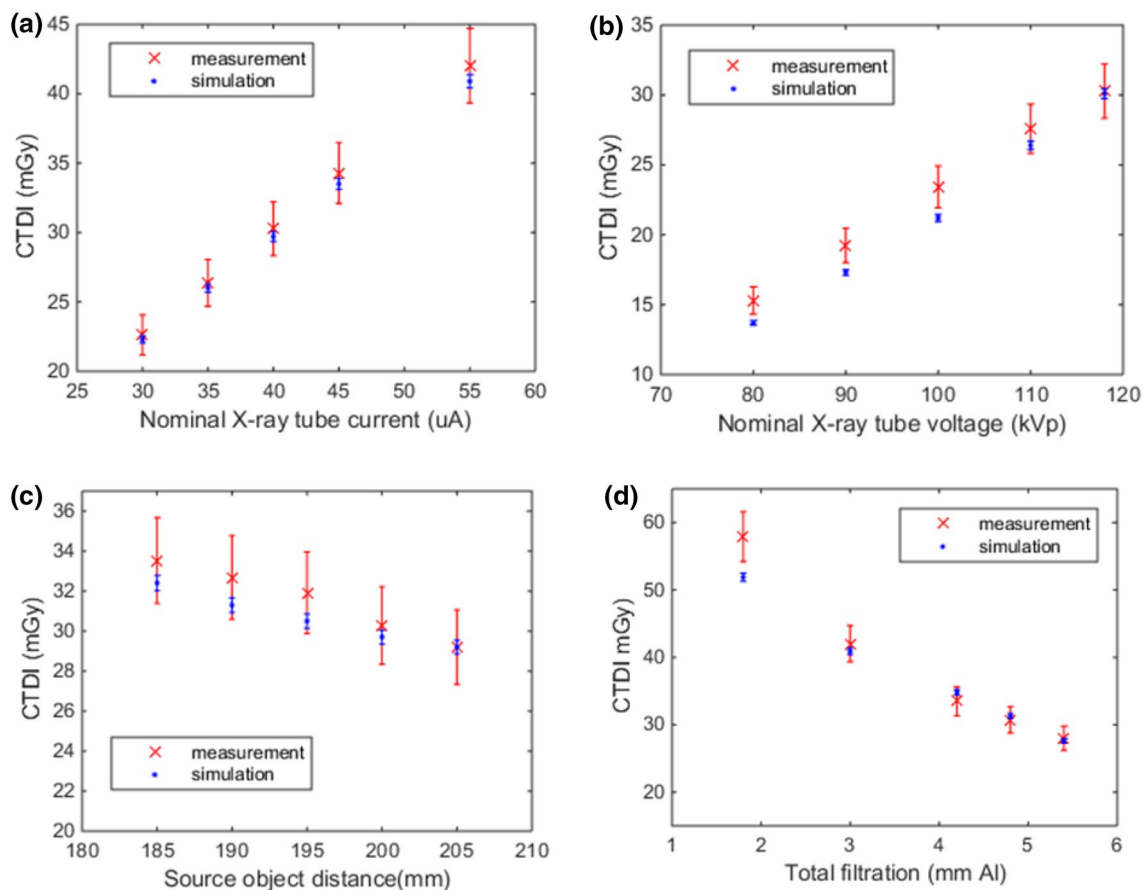 (a)
45
40
35
30
25
20
CTDI (mGy)
measurement
simulation
25 30 35 40 45 50 55 60
Nominal X-ray tube current (uA)
(b)
35
30
25
20
15
10
CTDI (mGy)
measurement
simulation
70 80 90 100 110 120
Nominal X-ray tube voltage (kVp)
(c)
36
34
32
30
28
26
24
22
20
CTDI (mGy)
measurement
simulation
180 185 190 195 200 205 210
Source object distance(mm)
(d)
60
50
40
30
20
CTDI mGy)
measurement
simulation
1 2 3 4 5 6
Total filtration (mm Al)